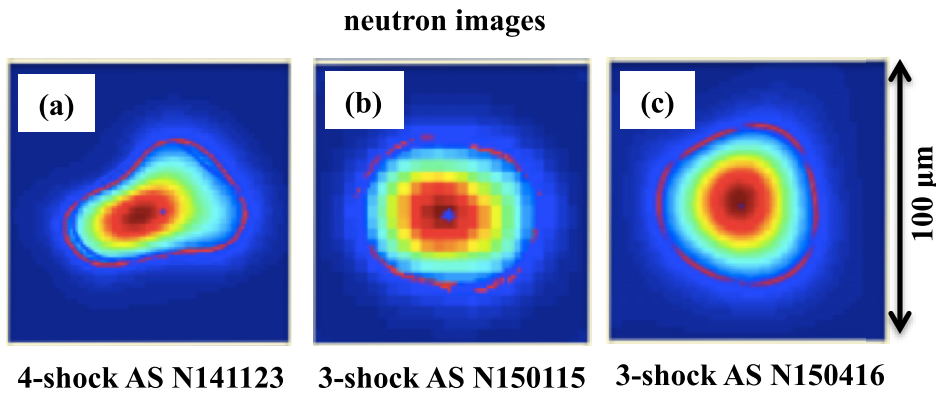 neutron images
(a)
(b)
(c)
100 μm
4-shock AS N141123
3-shock AS N150115
3-shock AS N150416